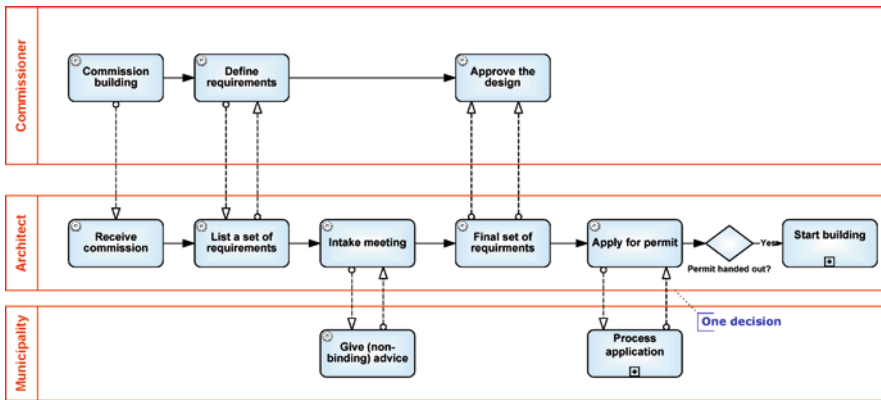 Commissioner
Commission
building
Define
requirements
Approve the
design
Architect
Receive
commission
List a set of
requirements
Intake meeting
Final set of
requirments
Apply for permit
Permit handed out?
Yes
Start building
One decision
Municipality
Give (non-
binding) advice
Process
application